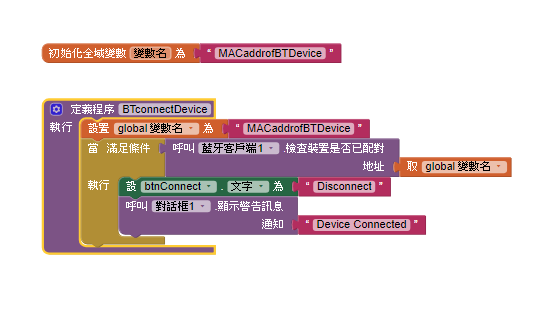 初始化全域變數 變數名 為 " MACaddrofBTDevice "
定義程序 BTconnectDevice
執行 設置 global 變數名 為 " MACaddrofBTDevice "
當 滿足條件 呼叫 藍牙客戶端1 .檢查裝置是否已配對
地址 取 global 變數名
執行 設 btnConnect . 文字 為 " Disconnect "
呼叫 對話框1 .顯示警告訊息
通知 " Device Connected "